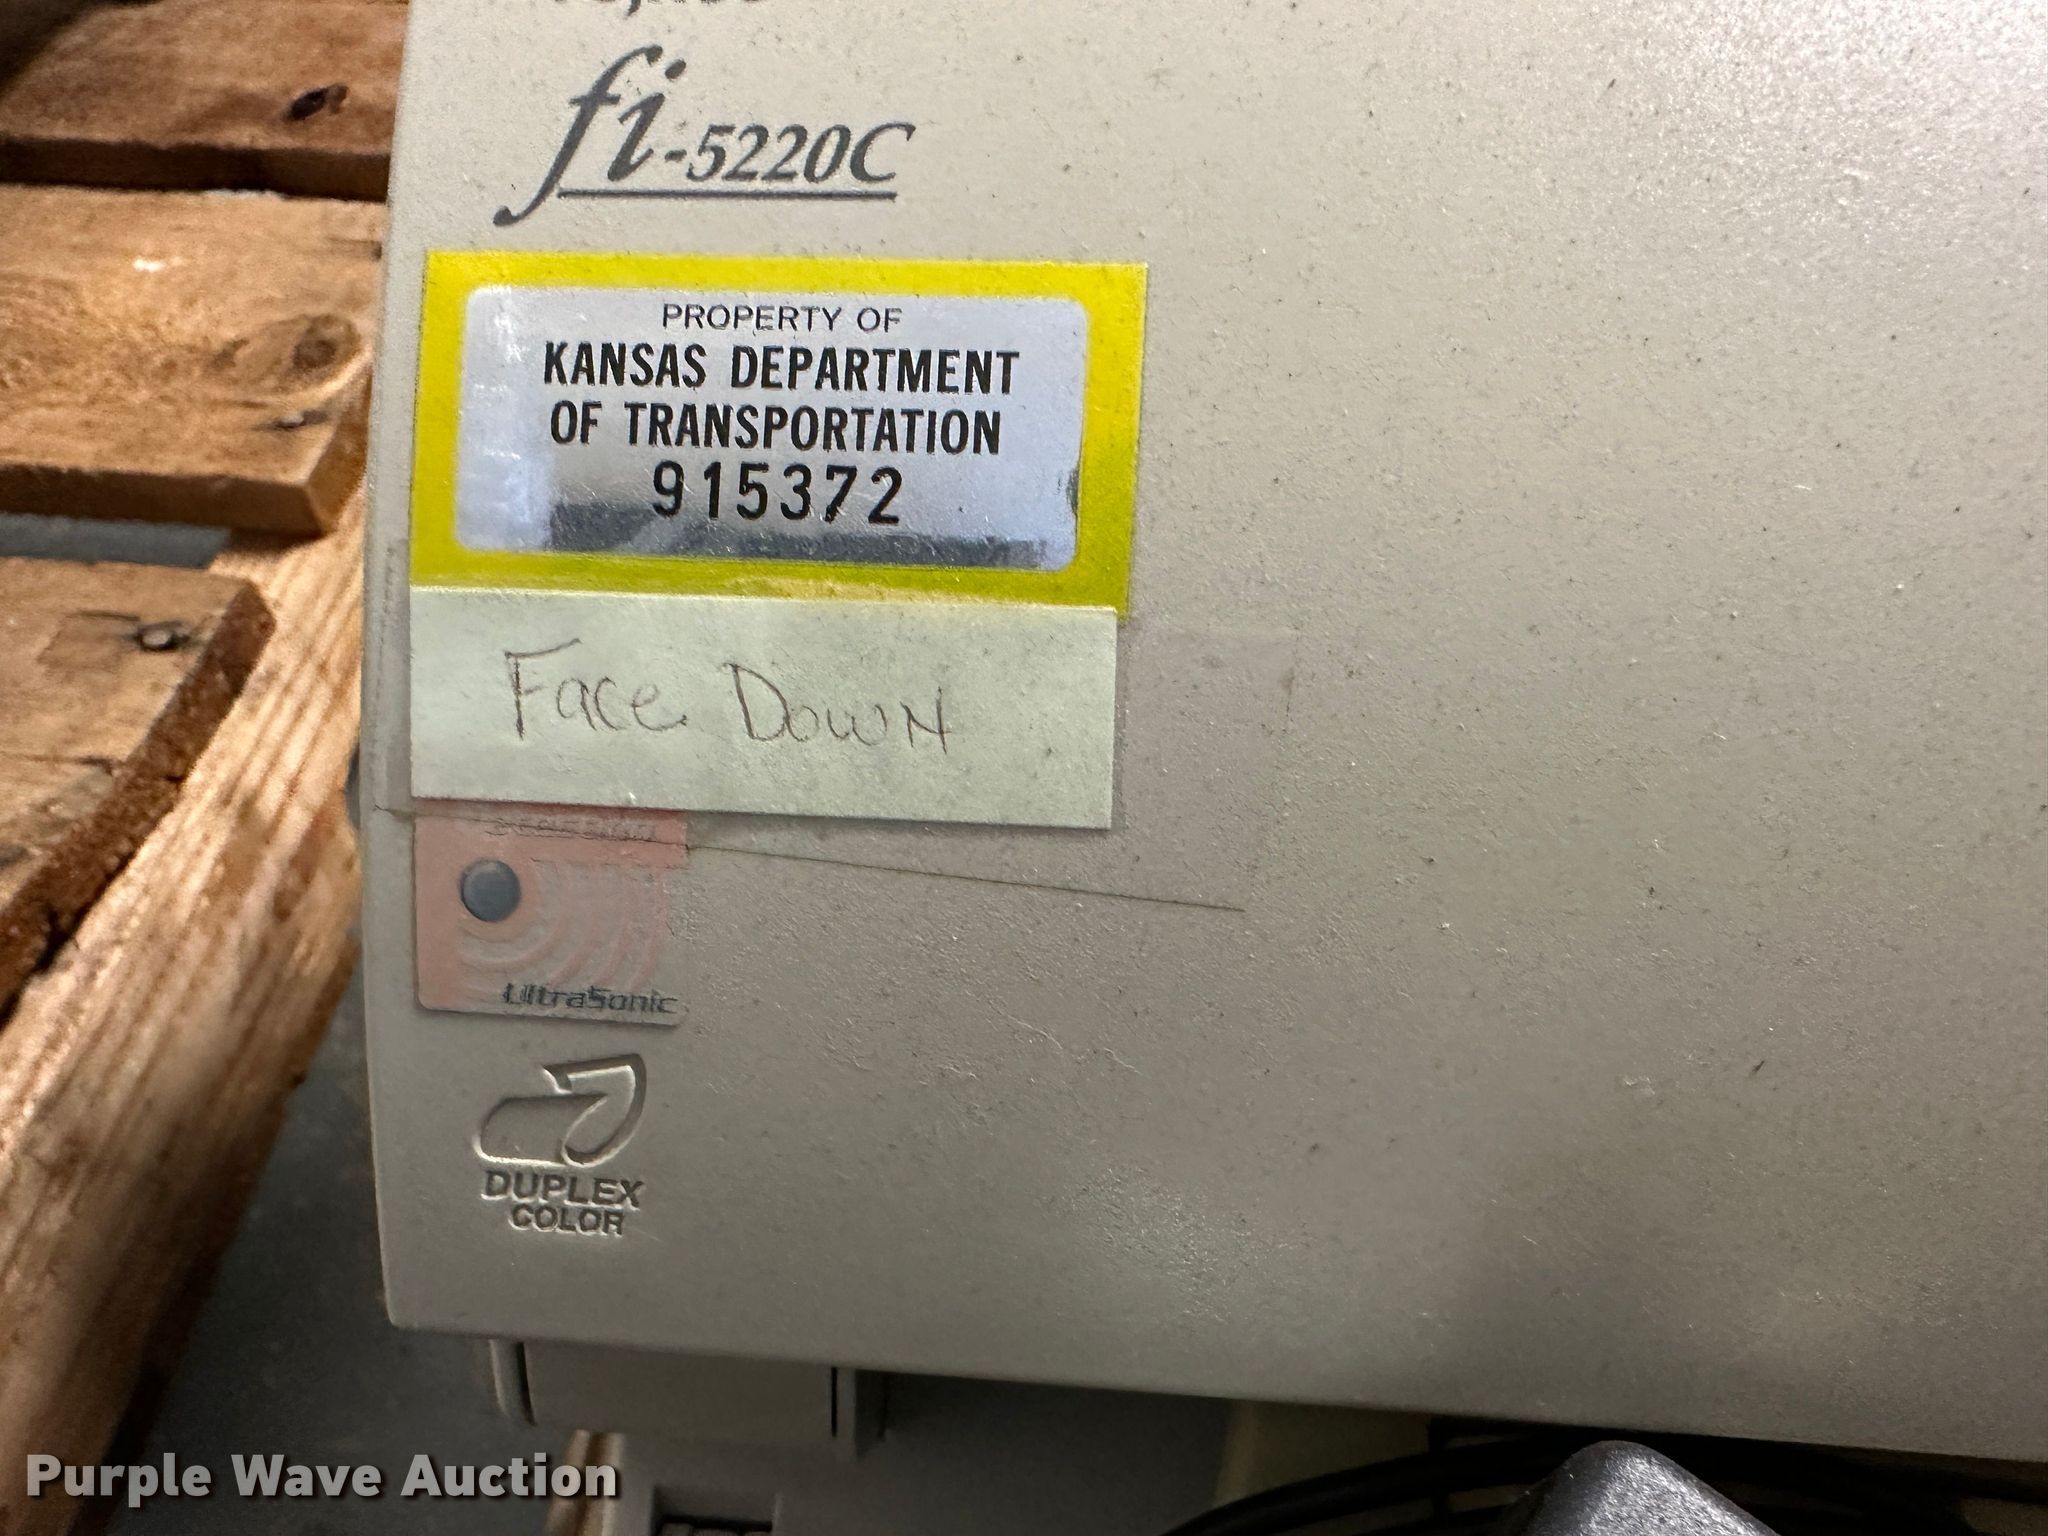 fi-5220C
PROPERTY OF
KANSAS DEPARTMENT
OF TRANSPORTATION
915372
Face Down
UltraSonic
DUPLEX
COLOR
Purple Wave Auction